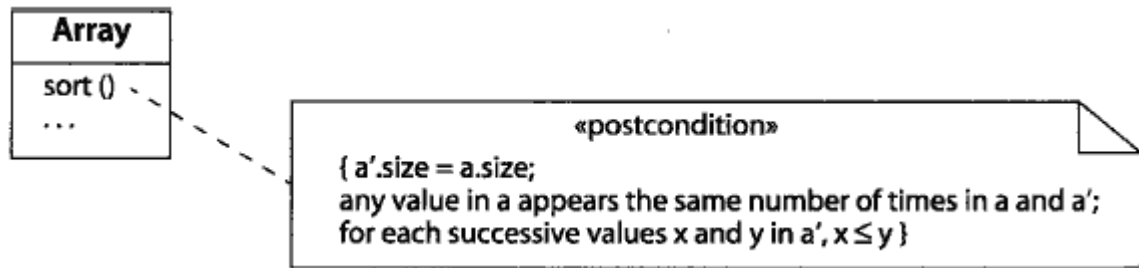 Array
sort ()
...
«postcondition»
{ a′.size = a.size;
any value in a appears the same number of times in a and a′;
for each successive values x and y in a′, x ≤ y }